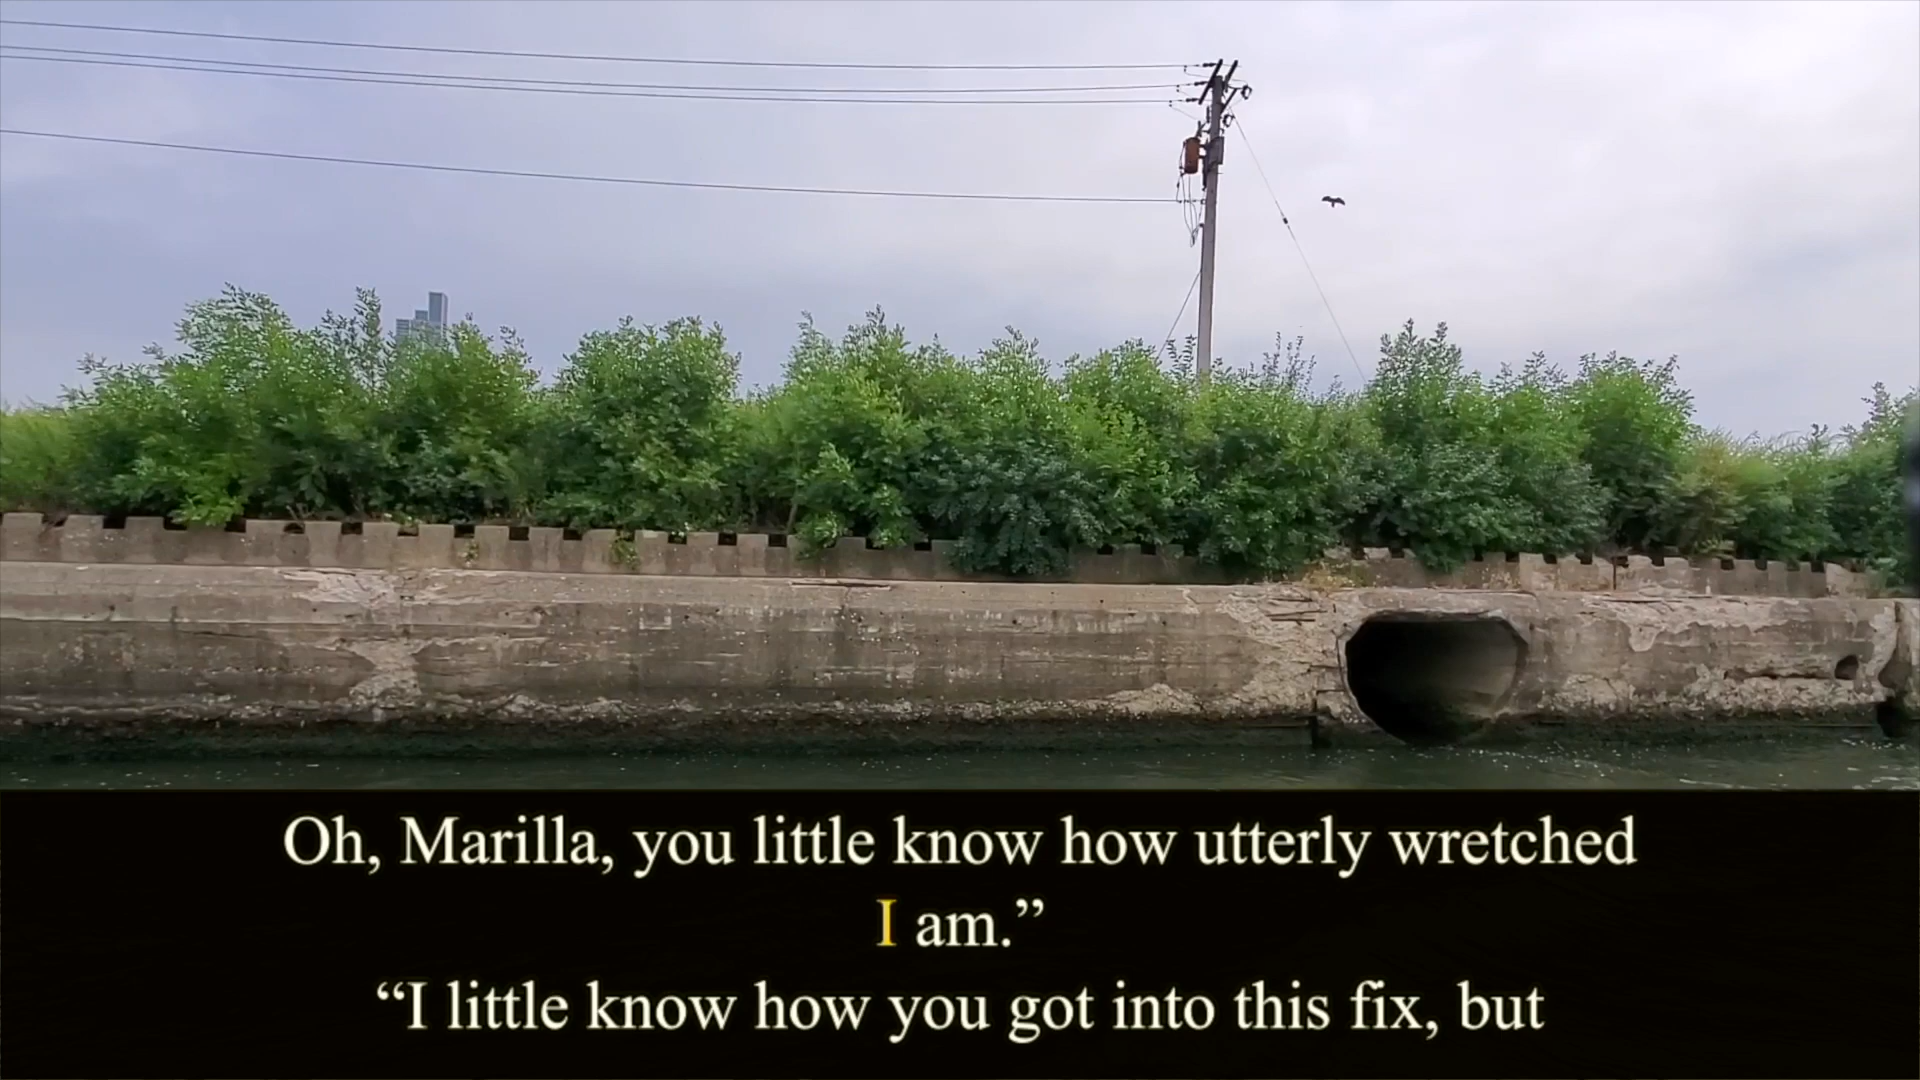 Oh, Marilla, you little know how utterly wretched
I am.”
“I little know how you got into this fix, but